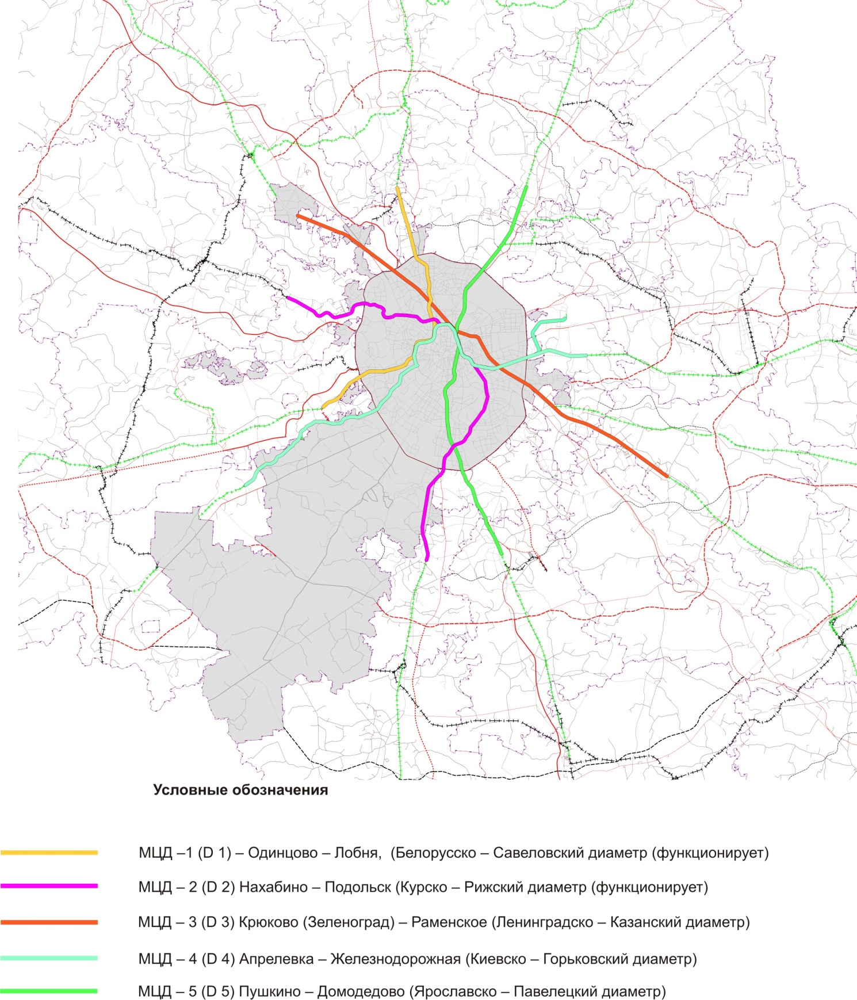 Условные обозначения
МЦД –1 (D 1) – Одинцово – Лобня, (Белорусско – Савеловский диаметр (функционирует)
МЦД – 2 (D 2) Нахабино – Подольск (Курско – Рижский диаметр (функционирует)
МЦД – 3 (D 3) Крюково (Зеленоград) – Раменское (Ленинградско – Казанский диаметр)
МЦД – 4 (D 4) Апрелевка – Железнодорожная (Киевско – Горьковский диаметр)
МЦД – 5 (D 5) Пушкино – Домодедово (Ярославско – Павелецкий диаметр)